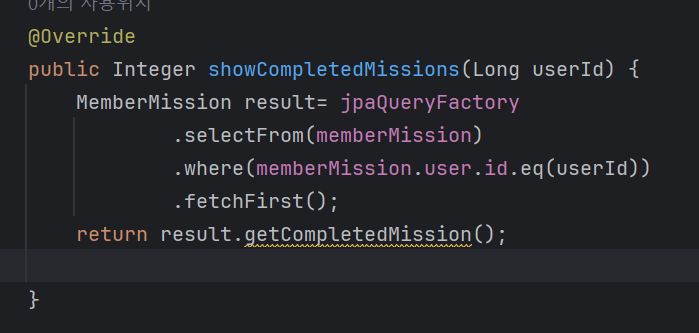 0개의 사용위치
@Override
public Integer showCompletedMissions(Long userId) {
MemberMission result= jpaQueryFactory
.selectFrom(memberMission)
.where(memberMission.user.id.eq(userId))
.fetchFirst();
return result.getCompletedMission();
}